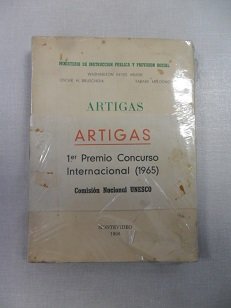 MINISTERIO DE INSTRUCCION PUBLICA Y PREVISION SOCIAL
WASHINGTON REYES ABADIE
OSCAR H. BRUSCHERA TABARE MELOGNO
ARTIGAS
ARTIGAS
1er Premio Concurso
Internacional (1965)
Comisión Nacional UNESCO
MONTEVIDEO
1966